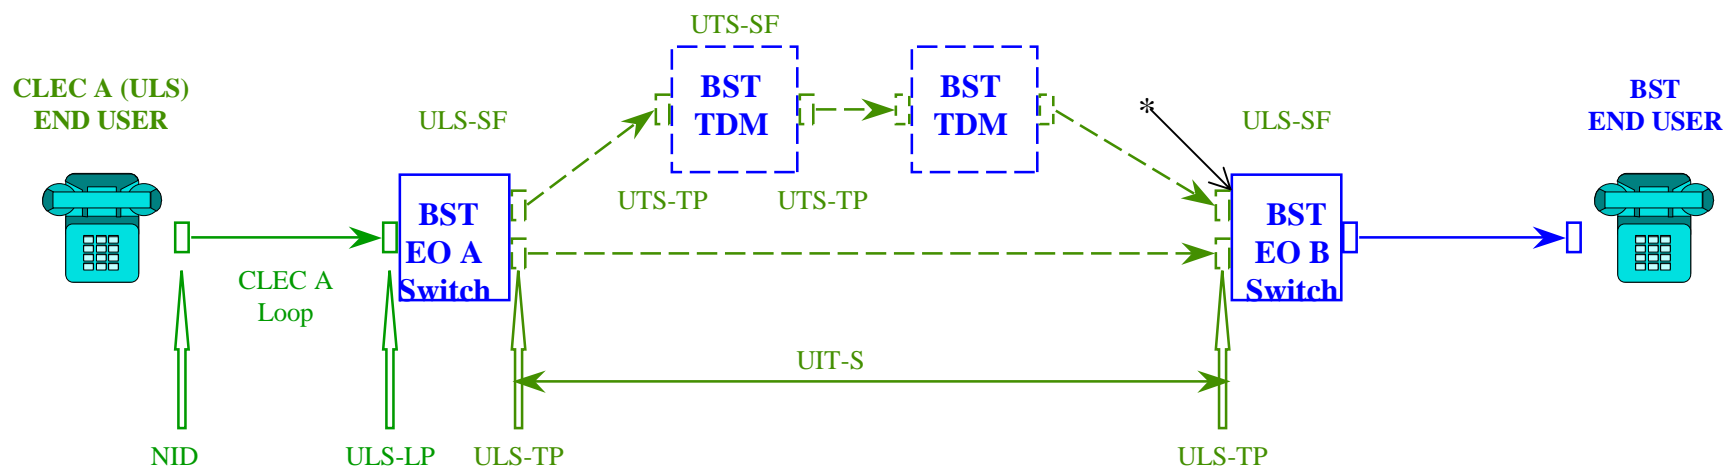 UTS-SF
CLEC A (ULS)
END USER
ULS-SF
BST
TDM
BST
TDM
*
ULS-SF
BST
END USER
UTS-TP
UTS-TP
BST
EO A
Switch
BST
EO B
Switch
CLEC A
Loop
UIT-S
NID
ULS-LP
ULS-TP
ULS-TP